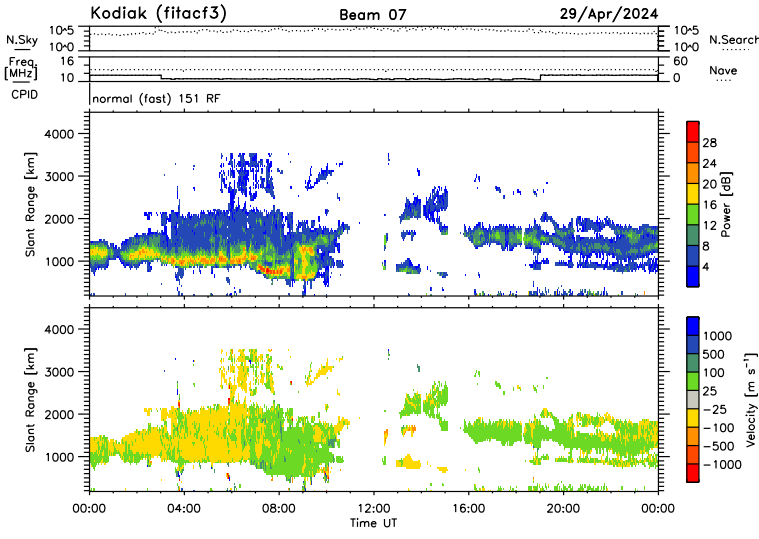 Kodiak (fitacf3) Beam 07 29/Apr/2024
N.Sky 10^5 10^0 10^5 10^0 N.Search
Freq. [MHz] 16 10 60 0 Nave
CPID normal (fast) 151 RF
Slant Range [km] 4000 3000 2000 1000
28 24 20 16 12 8 4 Power [dB]
Slant Range [km] 4000 3000 2000 1000
1000 500 100 25 -25 -100 -500 -1000 Velocity [m s^-1]
00:00 04:00 08:00 12:00 16:00 20:00 00:00
Time UT